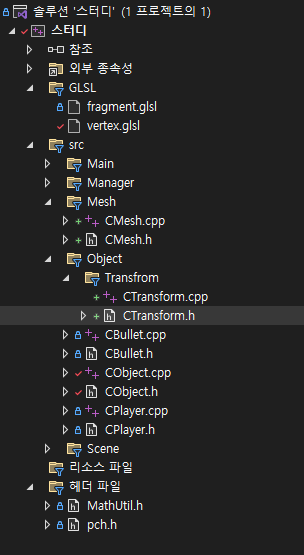 솔루션 '스터디' (1 프로젝트의 1)
스터디
참조
외부 종속성
GLSL
fragment.glsl
vertex.glsl
src
Main
Manager
Mesh
CMesh.cpp
CMesh.h
Object
Transfrom
CTransform.cpp
CTransform.h
CBullet.cpp
CBullet.h
CObject.cpp
CObject.h
CPlayer.cpp
CPlayer.h
Scene
리소스 파일
헤더 파일
MathUtil.h
pch.h